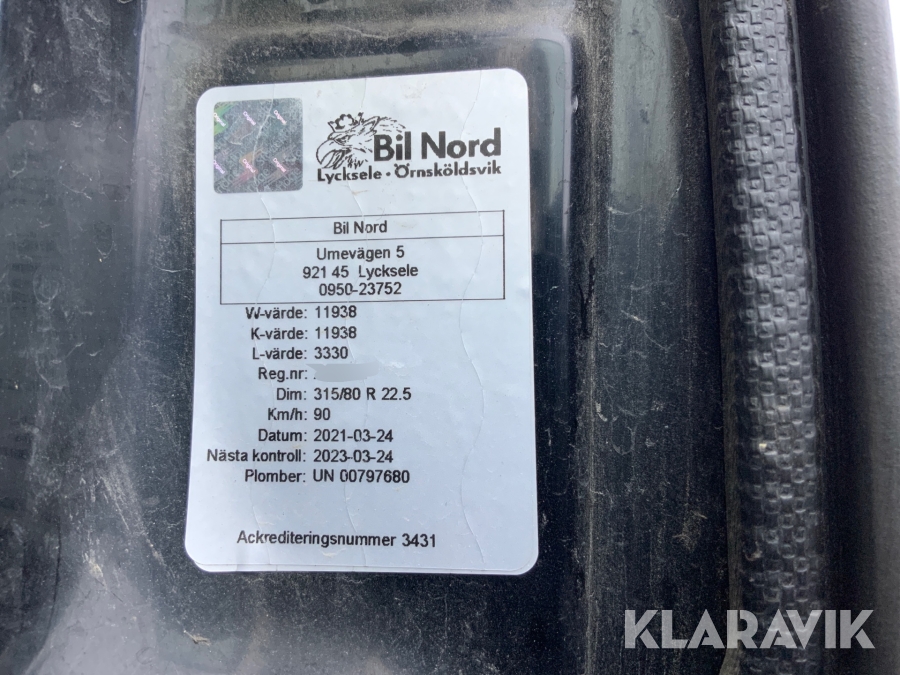 Bil Nord
Lycksele · Örnsköldsvik
Bil Nord
Umevägen 5
921 45 Lycksele
0950-23752
W-värde: 11938
K-värde: 11938
L-värde: 3330
Reg.nr:
Dim: 315/80 R 22.5
Km/h: 90
Datum: 2021-03-24
Nästa kontroll: 2023-03-24
Plomber: UN 00797680
Ackrediteringsnummer 3431
KLARAVIK